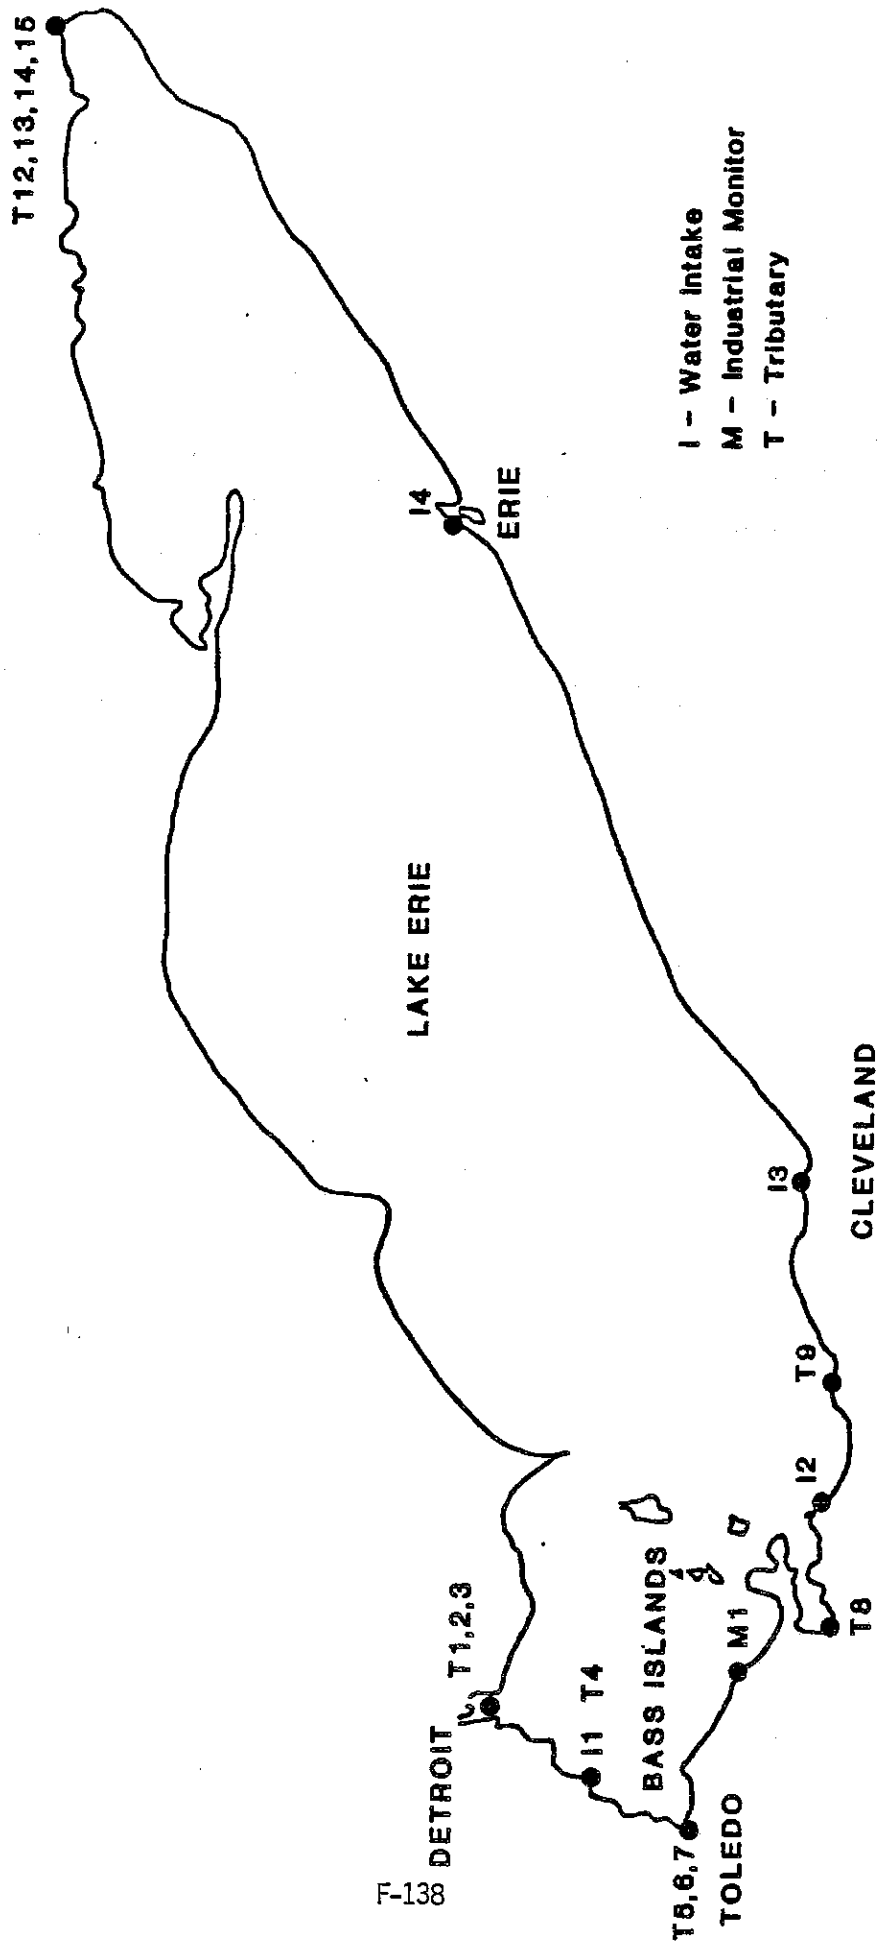 T12,13,14,15
I4
ERIE
LAKE ERIE
I - Water Intake
M - Industrial Monitor
T - Tributary
I3
CLEVELAND
T9
I2
T8
DETROIT
T1,2,3
I1 T4
BASS ISLANDS
M1
T5,6,7
TOLEDO
F-138